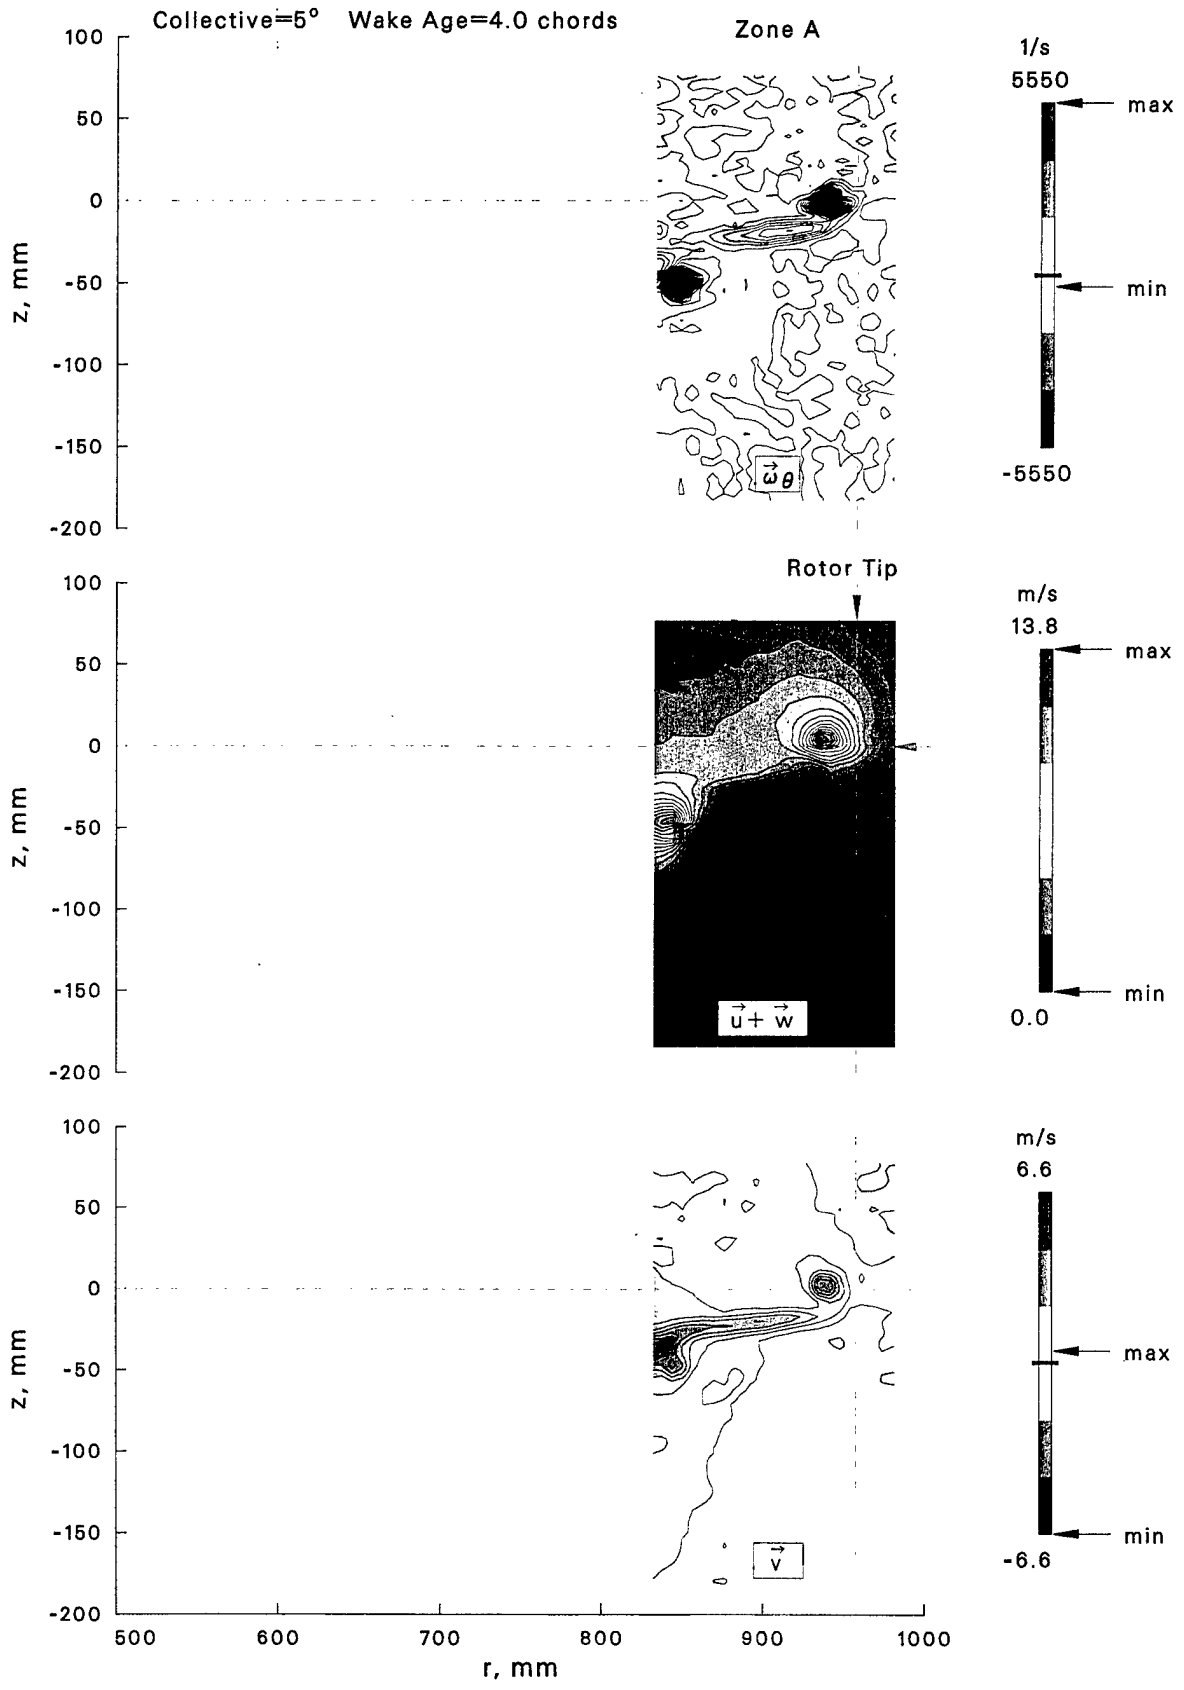 Collective=5° Wake Age=4.0 chords
Zone A
100
50
0
-50
-100
-150
-200
z, mm
1/s
5550
max
min
-5550
ω⃗θ
Rotor Tip
100
50
0
-50
-100
-150
-200
z, mm
m/s
13.8
max
min
0.0
u⃗ + w⃗
100
50
0
-50
-100
-150
-200
z, mm
m/s
6.6
max
min
-6.6
v⃗
500 600 700 800 900 1000
r, mm